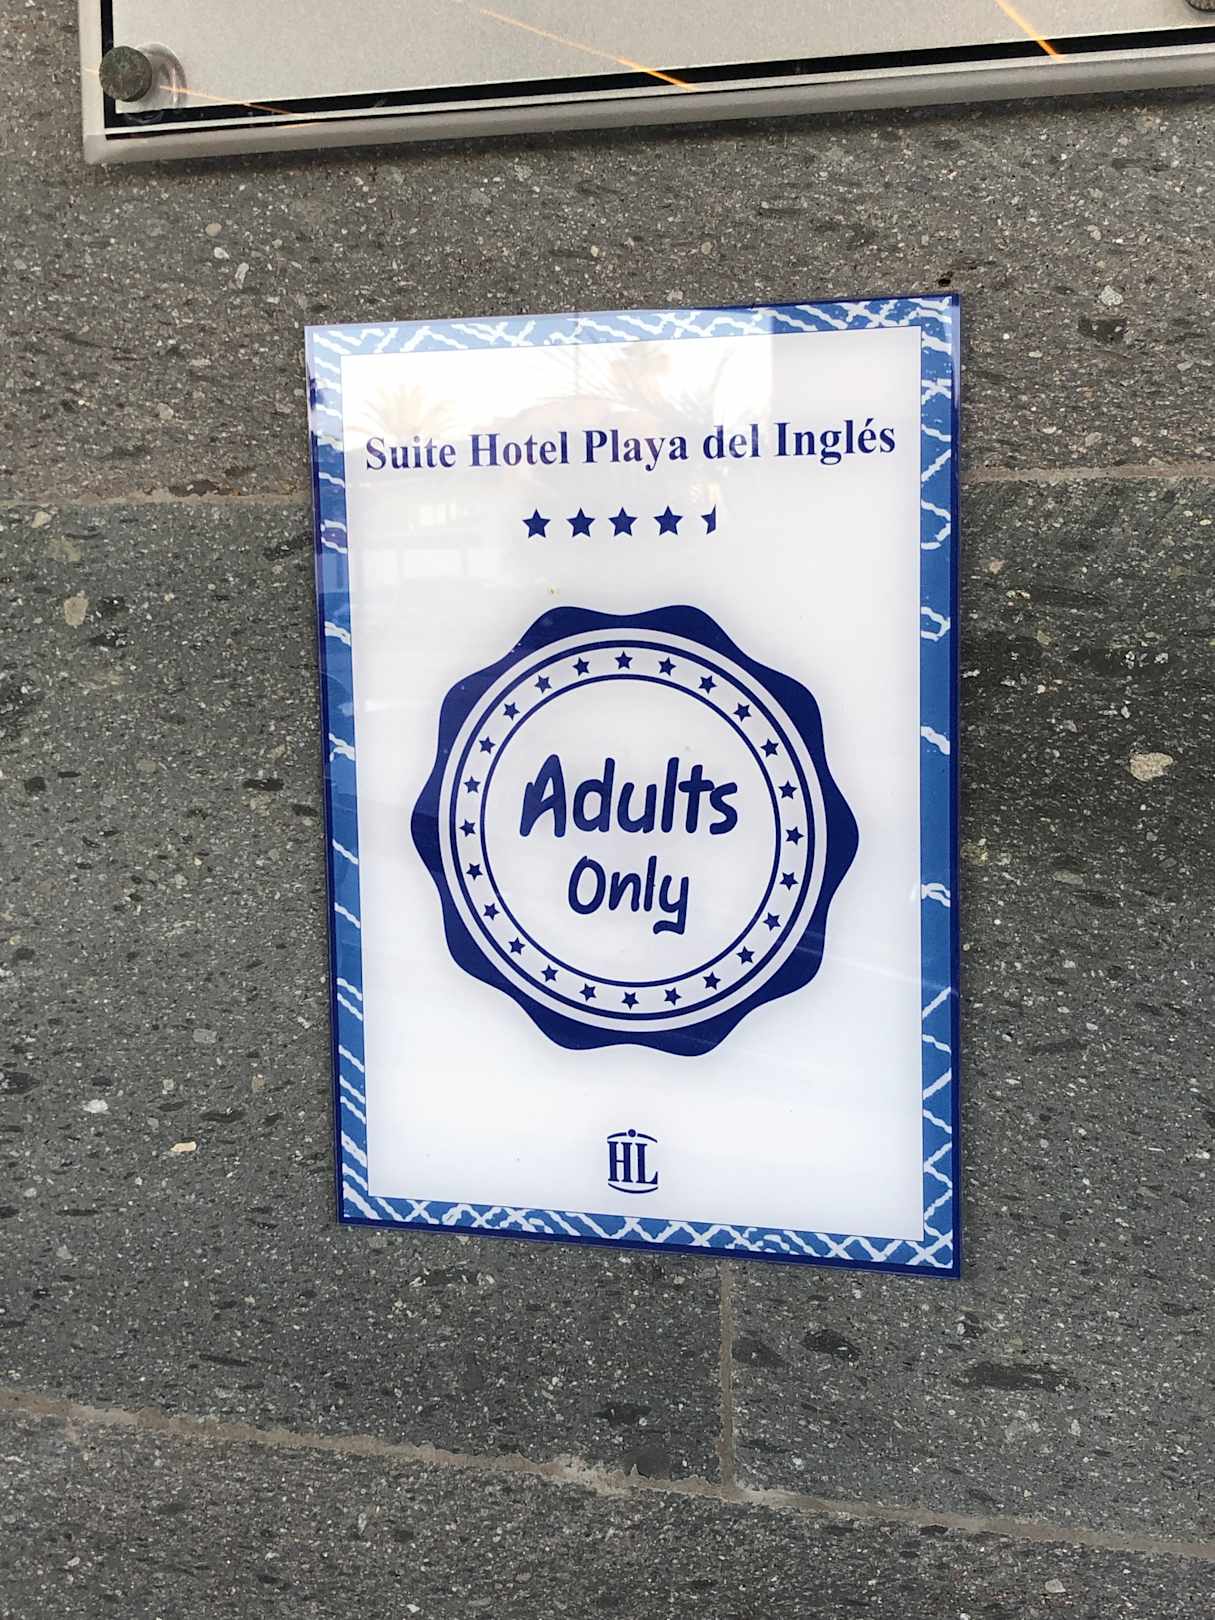 Suite Hotel Playa del Inglés
Adults
Only
HL